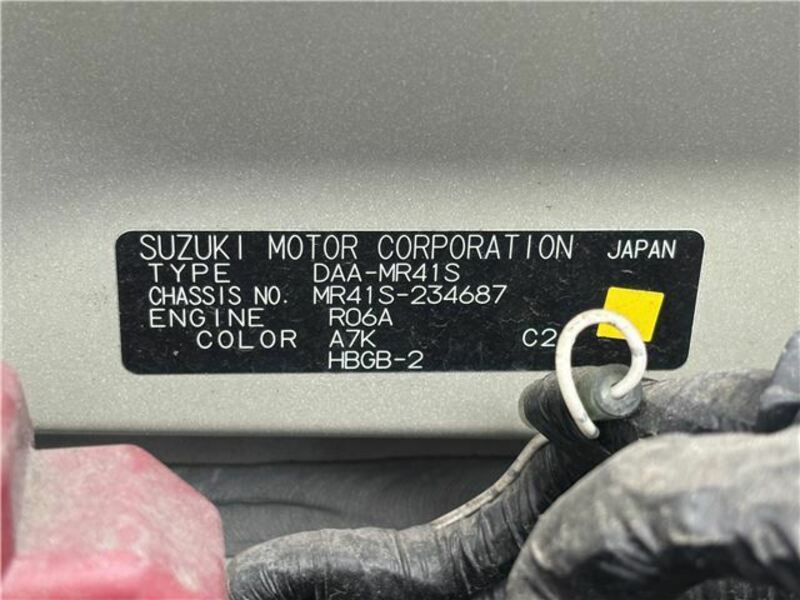 SUZUKI MOTOR CORPORATION JAPAN
TYPE DAA-MR41S
CHASSIS NO. MR41S-234687
ENGINE R06A
COLOR A7K C2
HBGB-2